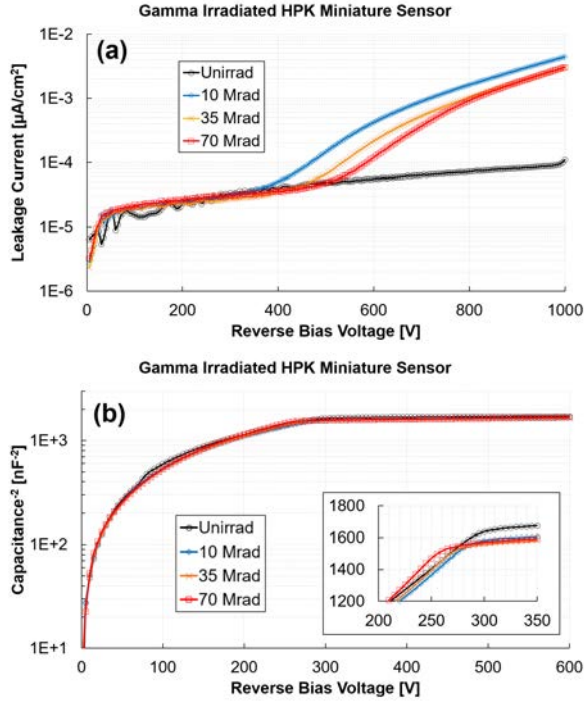 Gamma Irradiated HPK Miniature Sensor
(a)
Unirrad
10 Mrad
35 Mrad
70 Mrad
Leakage Current [µA/cm²]
1E-2
1E-3
1E-4
1E-5
1E-6
0 200 400 600 800 1000
Reverse Bias Voltage [V]
Gamma Irradiated HPK Miniature Sensor
(b)
Capacitance⁻² [nF⁻²]
1E+3
1E+2
1E+1
Unirrad
10 Mrad
35 Mrad
70 Mrad
1800
1600
1400
1200
200 250 300 350
0 100 200 300 400 500 600
Reverse Bias Voltage [V]